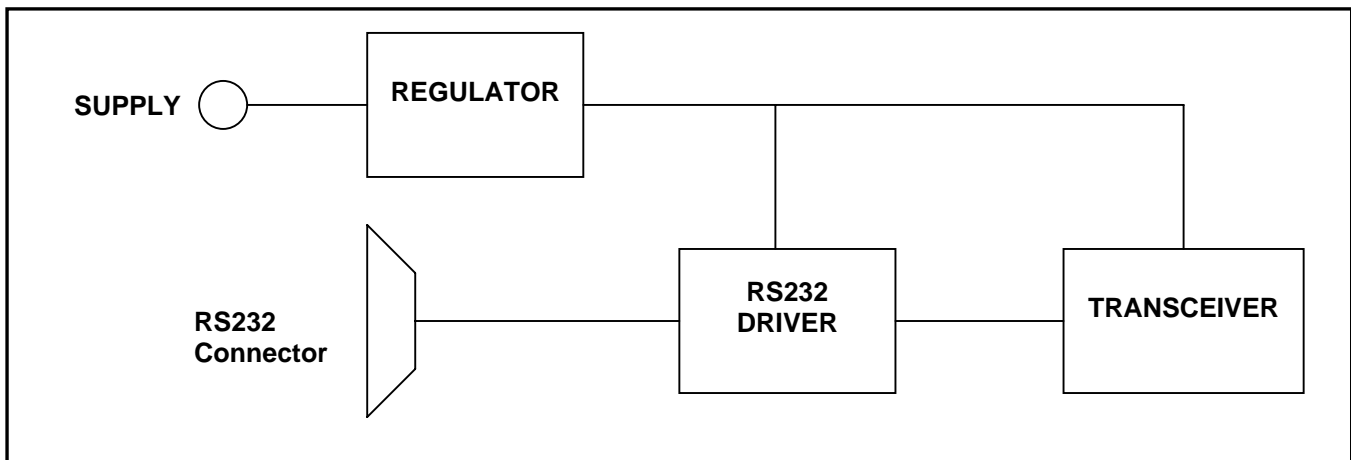 SUPPLY
REGULATOR
RS232
Connector
RS232
DRIVER
TRANSCEIVER